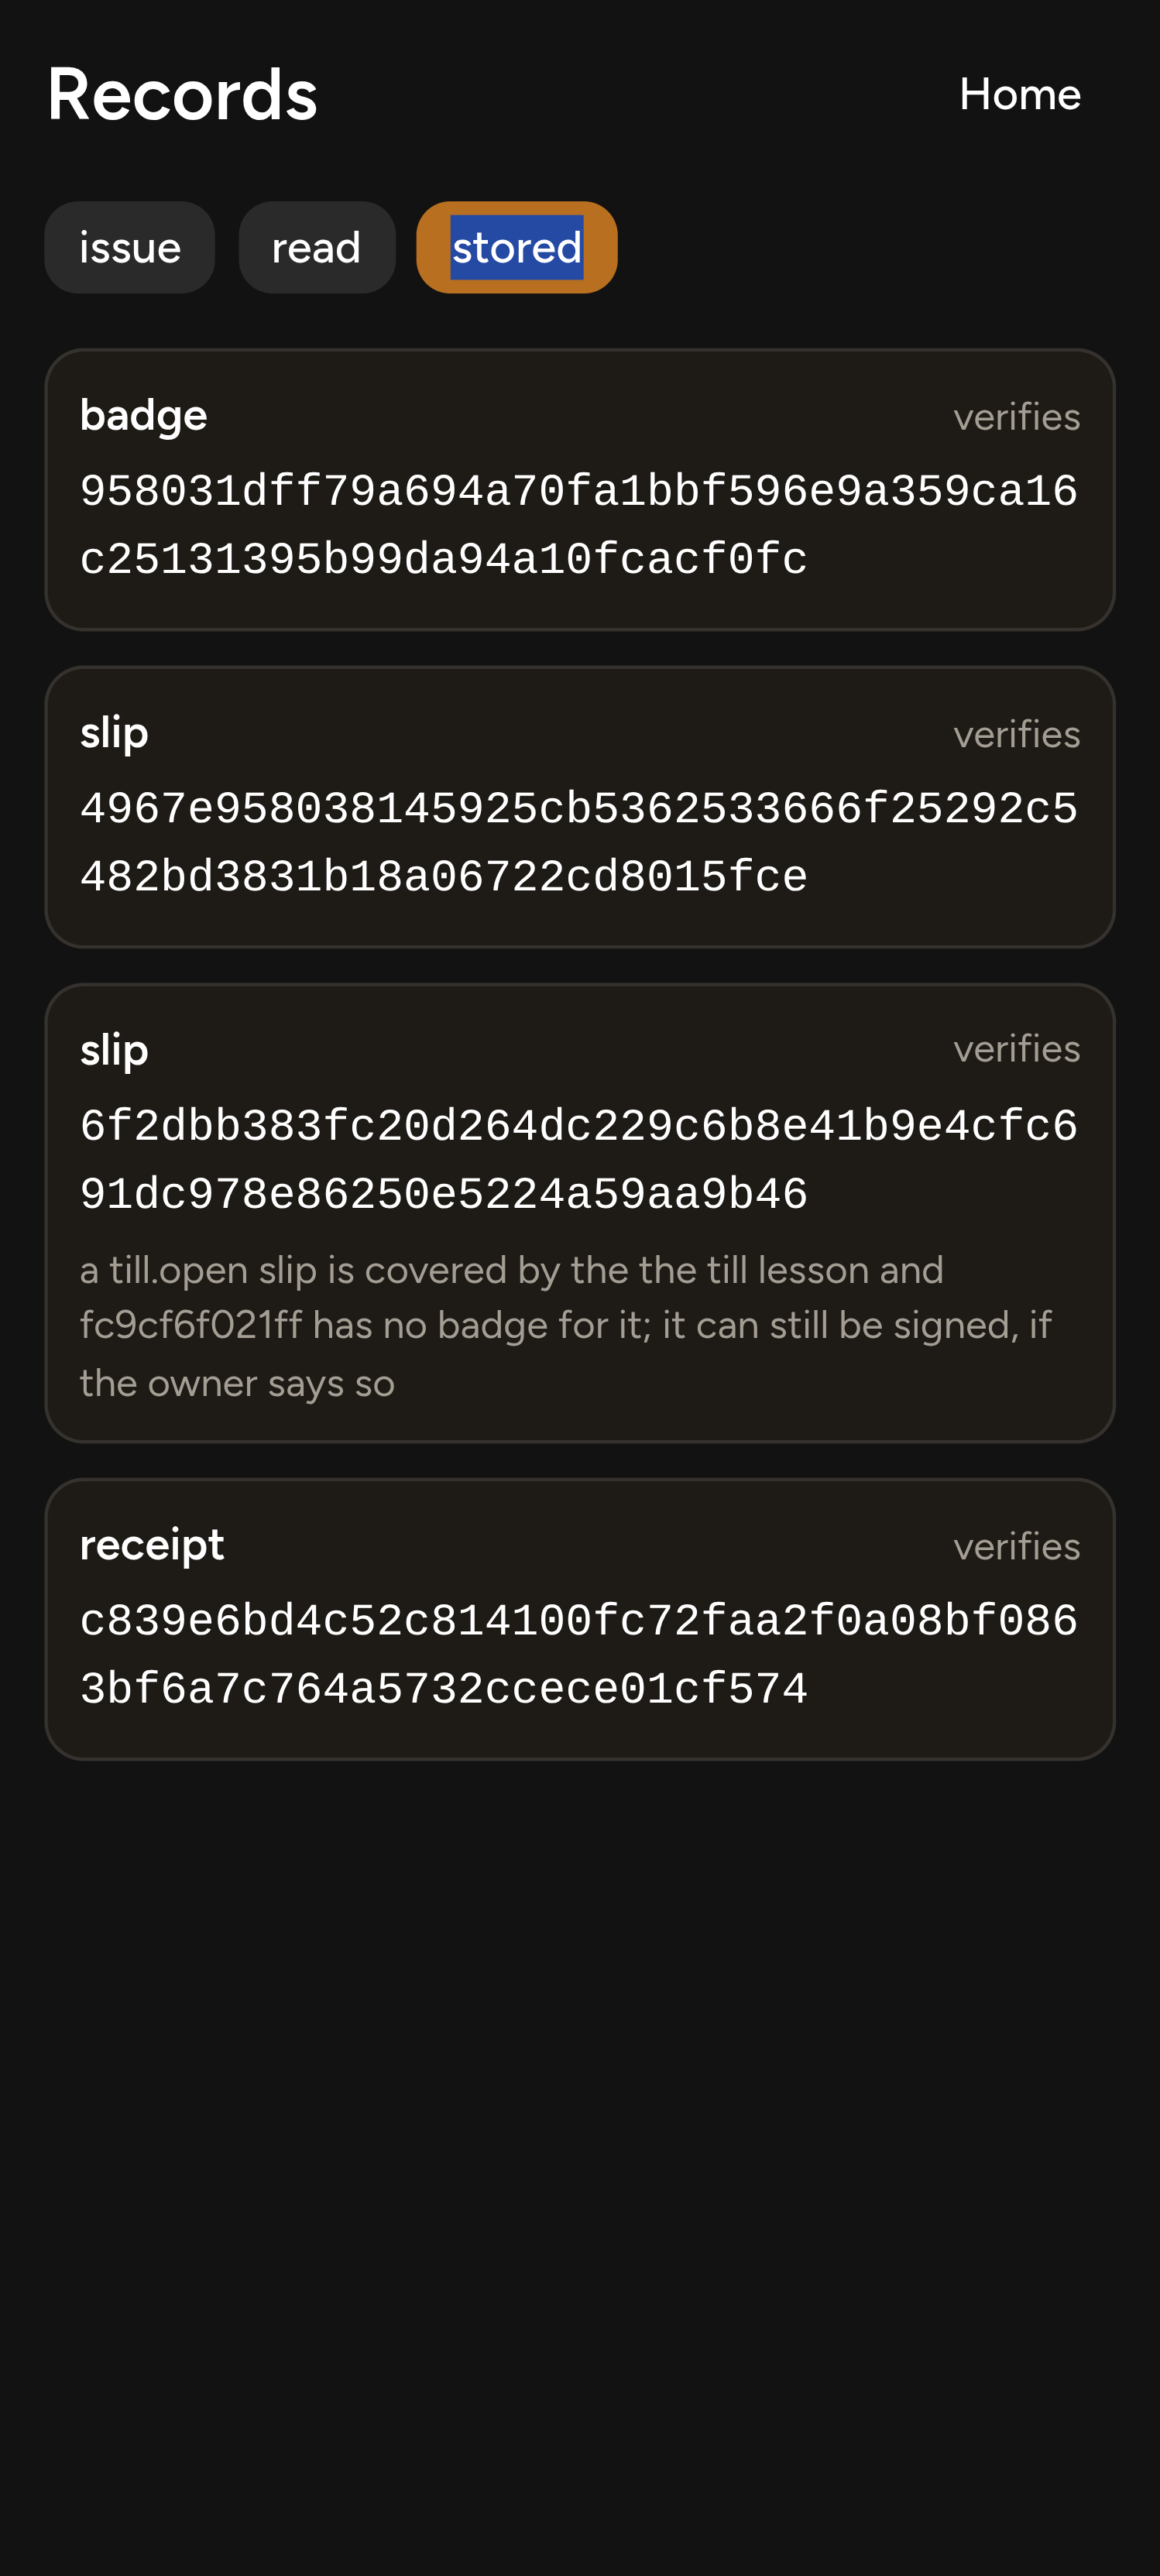 Records
Home
issue
read
stored
badge
verifies
958031dff79a694a70fa1bbf596e9a359ca16
c25131395b99da94a10fcacf0fc
slip
verifies
4967e958038145925cb5362533666f25292c5
482bd3831b18a06722cd8015fce
slip
verifies
6f2dbb383fc20d264dc229c6b8e41b9e4cfc6
91dc978e86250e5224a59aa9b46
a till.open slip is covered by the the till lesson and
fc9cf6f021ff has no badge for it; it can still be signed, if
the owner says so
receipt
verifies
c839e6bd4c52c814100fc72faa2f0a08bf086
3bf6a7c764a5732ccece01cf574